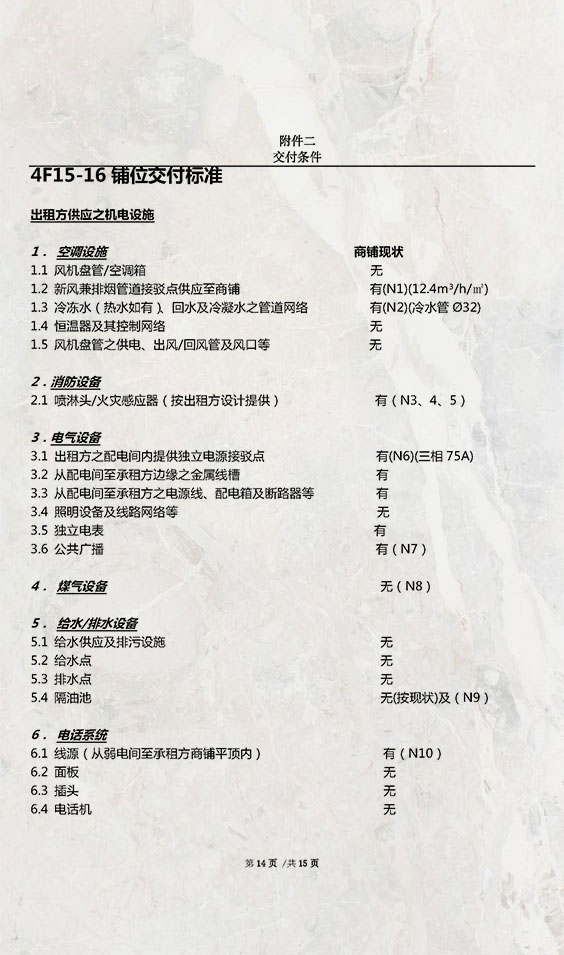 附件二
交付条件
4F15-16 铺位交付标准
出租方供应之机电设施
1． 空调设施 商铺现状
1.1 风机盘管/空调箱 无
1.2 新风兼排烟管道接驳点供应至商铺 有(N1)(12.4m³/h/㎡)
1.3 冷冻水（热水如有）、回水及冷凝水之管道网络 有(N2)(冷水管 Ø32)
1.4 恒温器及其控制网络 无
1.5 风机盘管之供电、出风/回风管及风口等 无
2．消防设备
2.1 喷淋头/火灾感应器（按出租方设计提供） 有（N3、4、5）
3．电气设备
3.1 出租方之配电间内提供独立电源接驳点 有(N6)(三相 75A)
3.2 从配电间至承租方边缘之金属线槽 有
3.3 从配电间至承租方之电源线、配电箱及断路器等 有
3.4 照明设备及线路网络等 无
3.5 独立电表 有
3.6 公共广播 有（N7）
4． 煤气设备 无（N8）
5． 给水/排水设备
5.1 给水供应及排污设施 无
5.2 给水点 无
5.3 排水点 无
5.4 隔油池 无(按现状)及（N9）
6． 电话系统
6.1 线源（从弱电间至承租方商铺平顶内） 有（N10）
6.2 面板 无
6.3 插头 无
6.4 电话机 无
第 14 页 /共 15 页